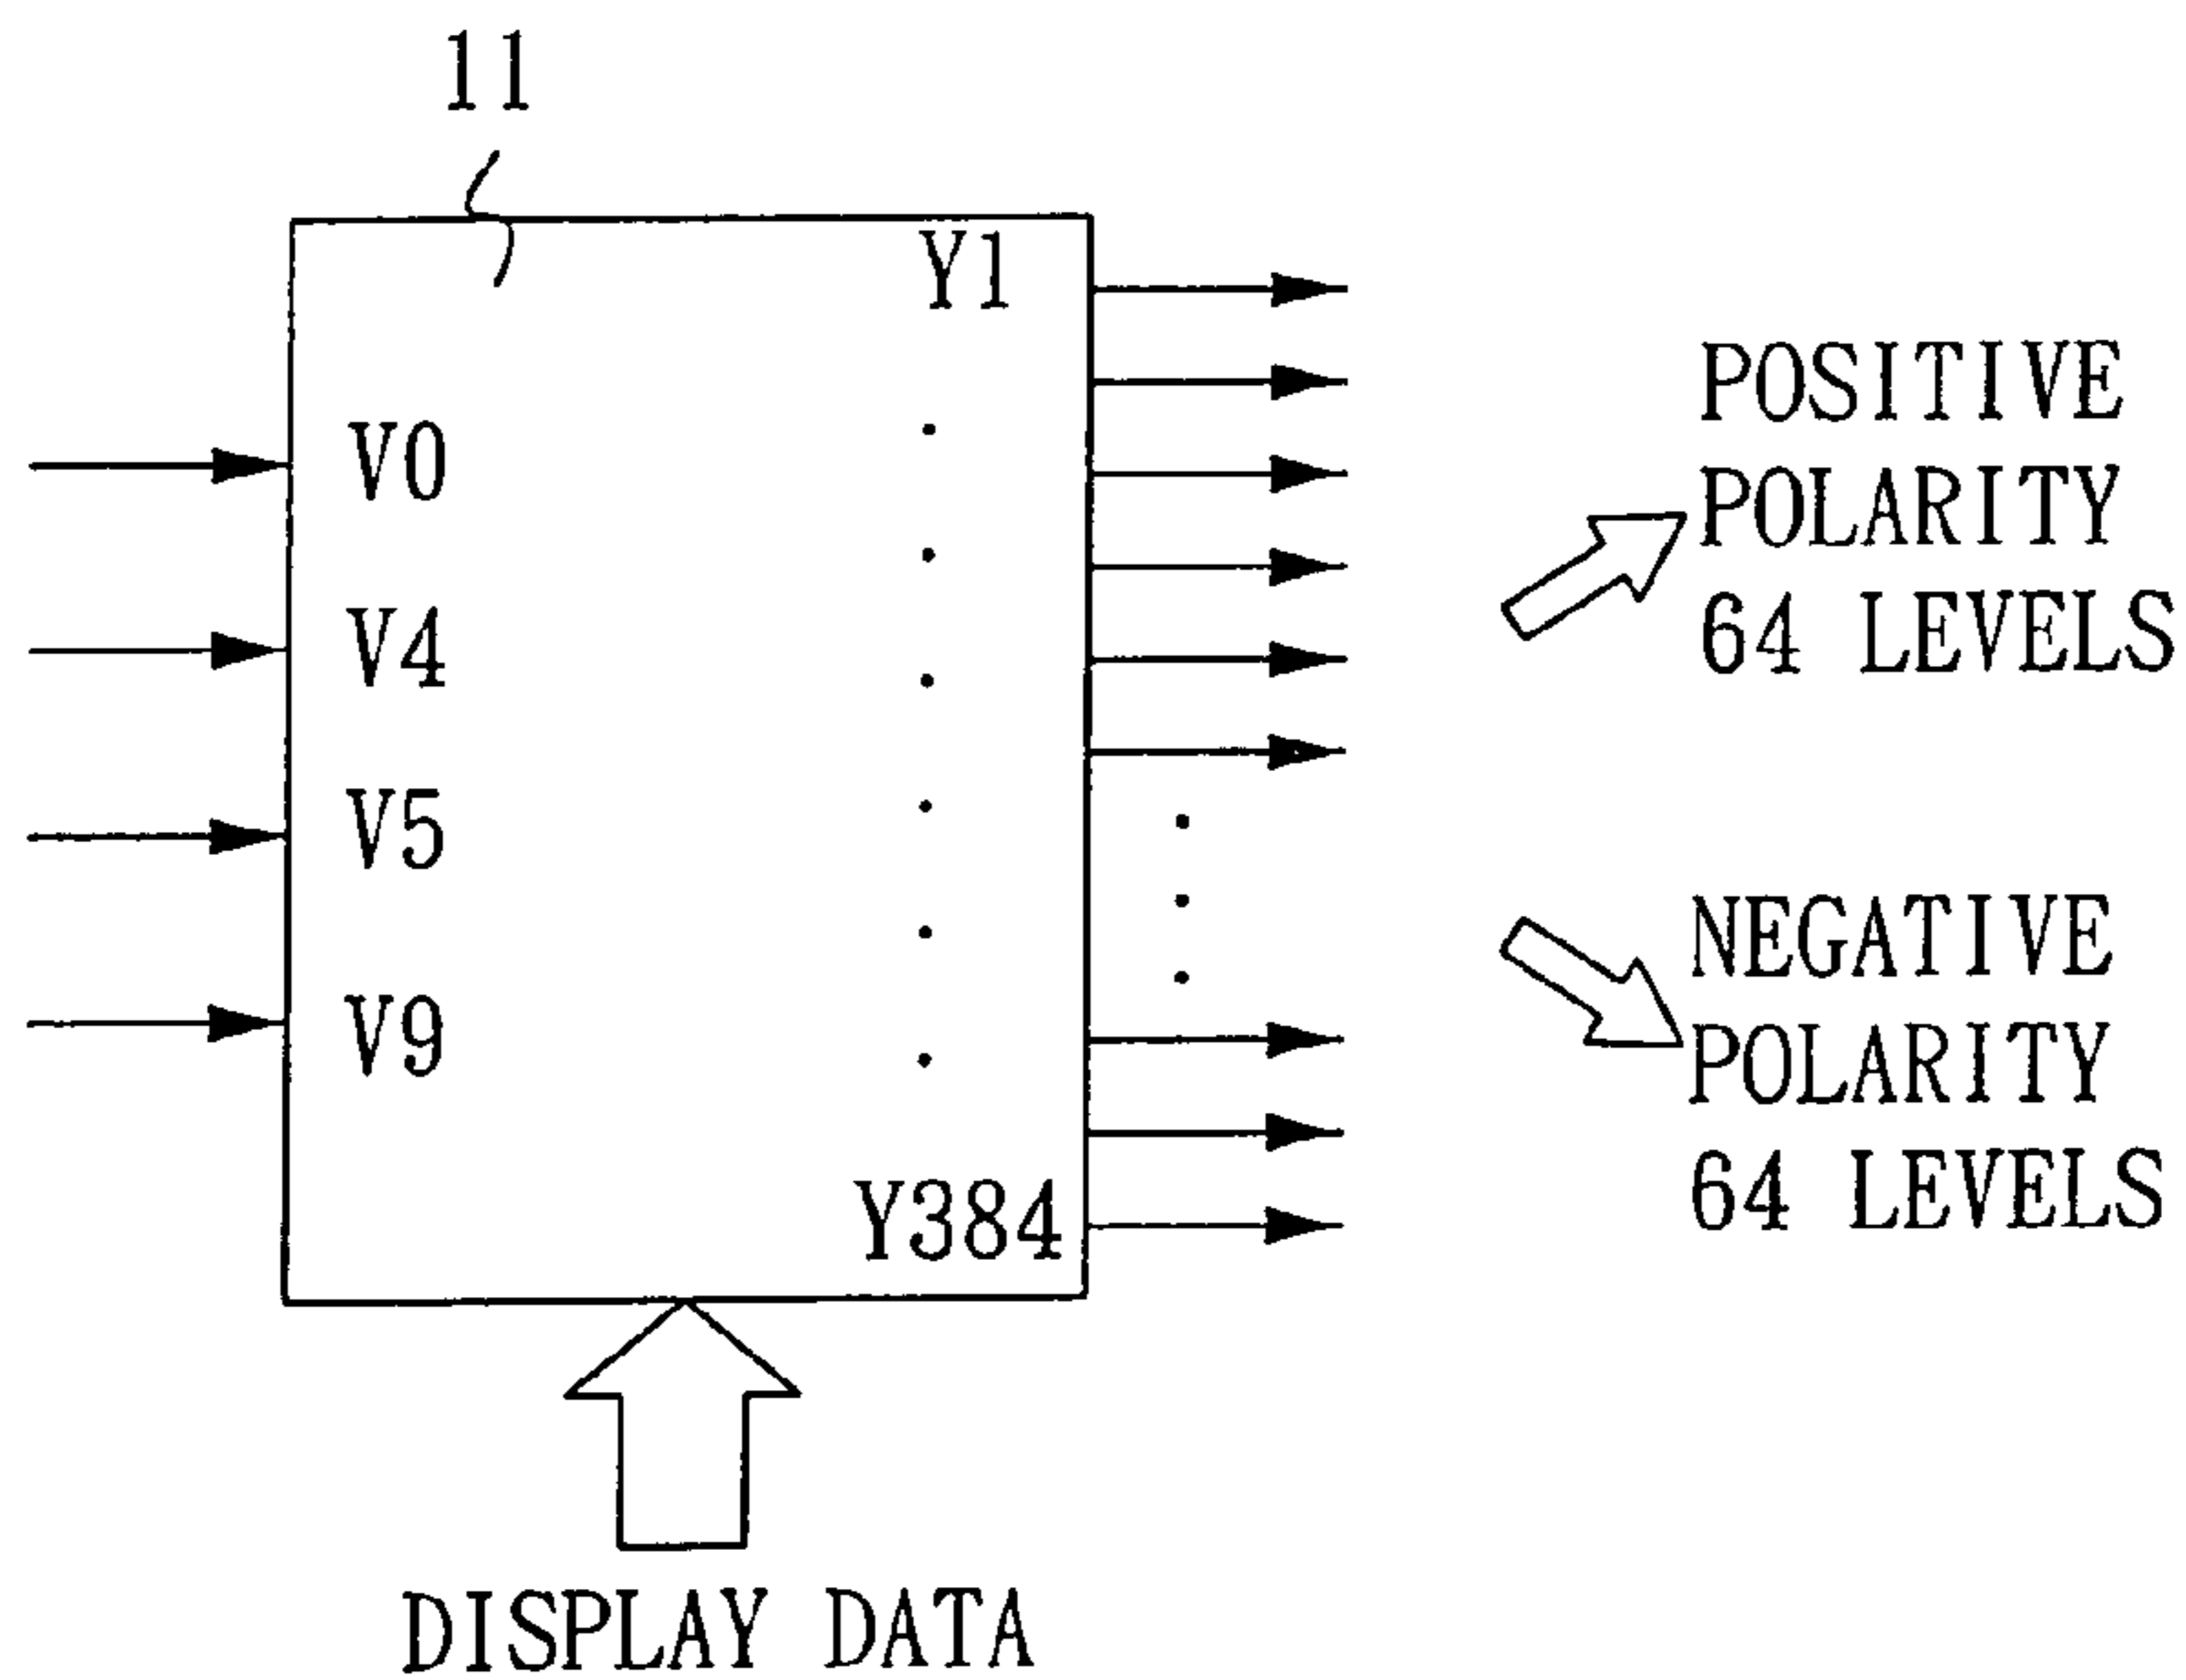 11
Y1
V0
V4
V5
V9
Y384
POSITIVE
POLARITY
64 LEVELS
NEGATIVE
POLARITY
64 LEVELS
DISPLAY DATA